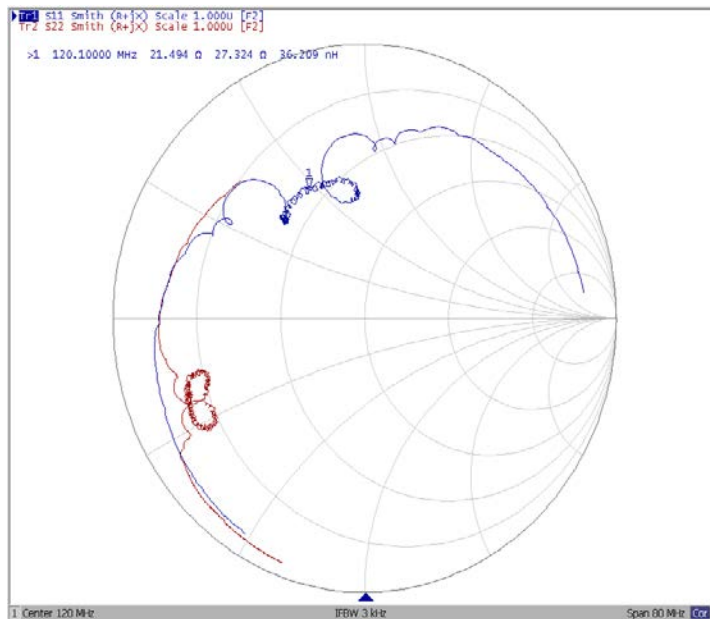 Tr1 S11 Smith (R+jX) Scale 1.000U [F2]
Tr2 S22 Smith (R+jX) Scale 1.000U [F2]
>1 120.10000 MHz 21.494 Ω 27.324 Ω 36.209 nH
1
1 Center 120 MHz IFBW 3 kHz Span 80 MHz Cor